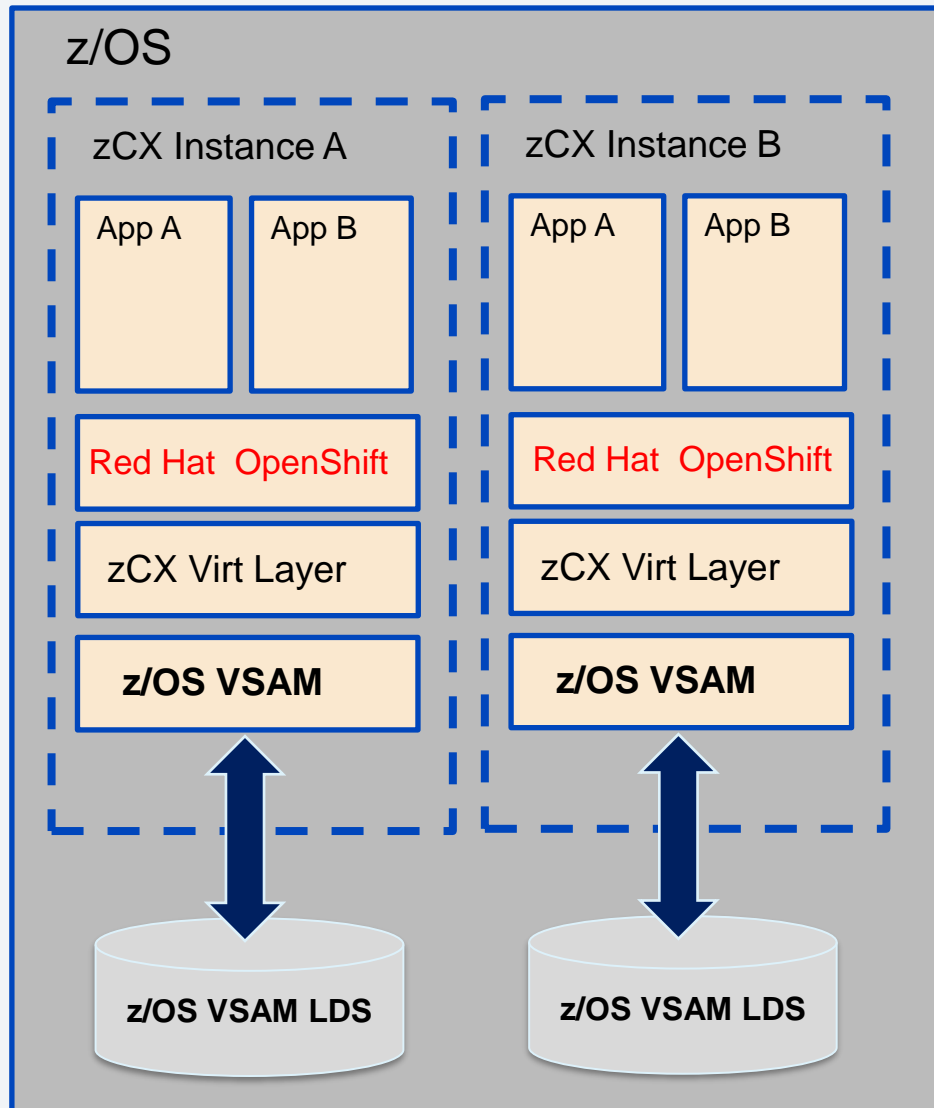 z/OS
zCX Instance A
App A
App B
Red Hat  OpenShift
zCX Virt Layer
z/OS VSAM
z/OS VSAM LDS
zCX Instance B
App A
App B
Red Hat  OpenShift
zCX Virt Layer
z/OS VSAM
z/OS VSAM LDS